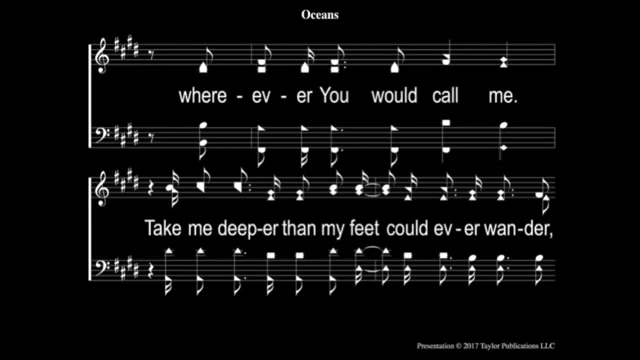 Oceans
where - ev - er You would call me.
Take me deep-er than my feet could ev-er wan-der,
Presentation © 2017 Taylor Publications LLC